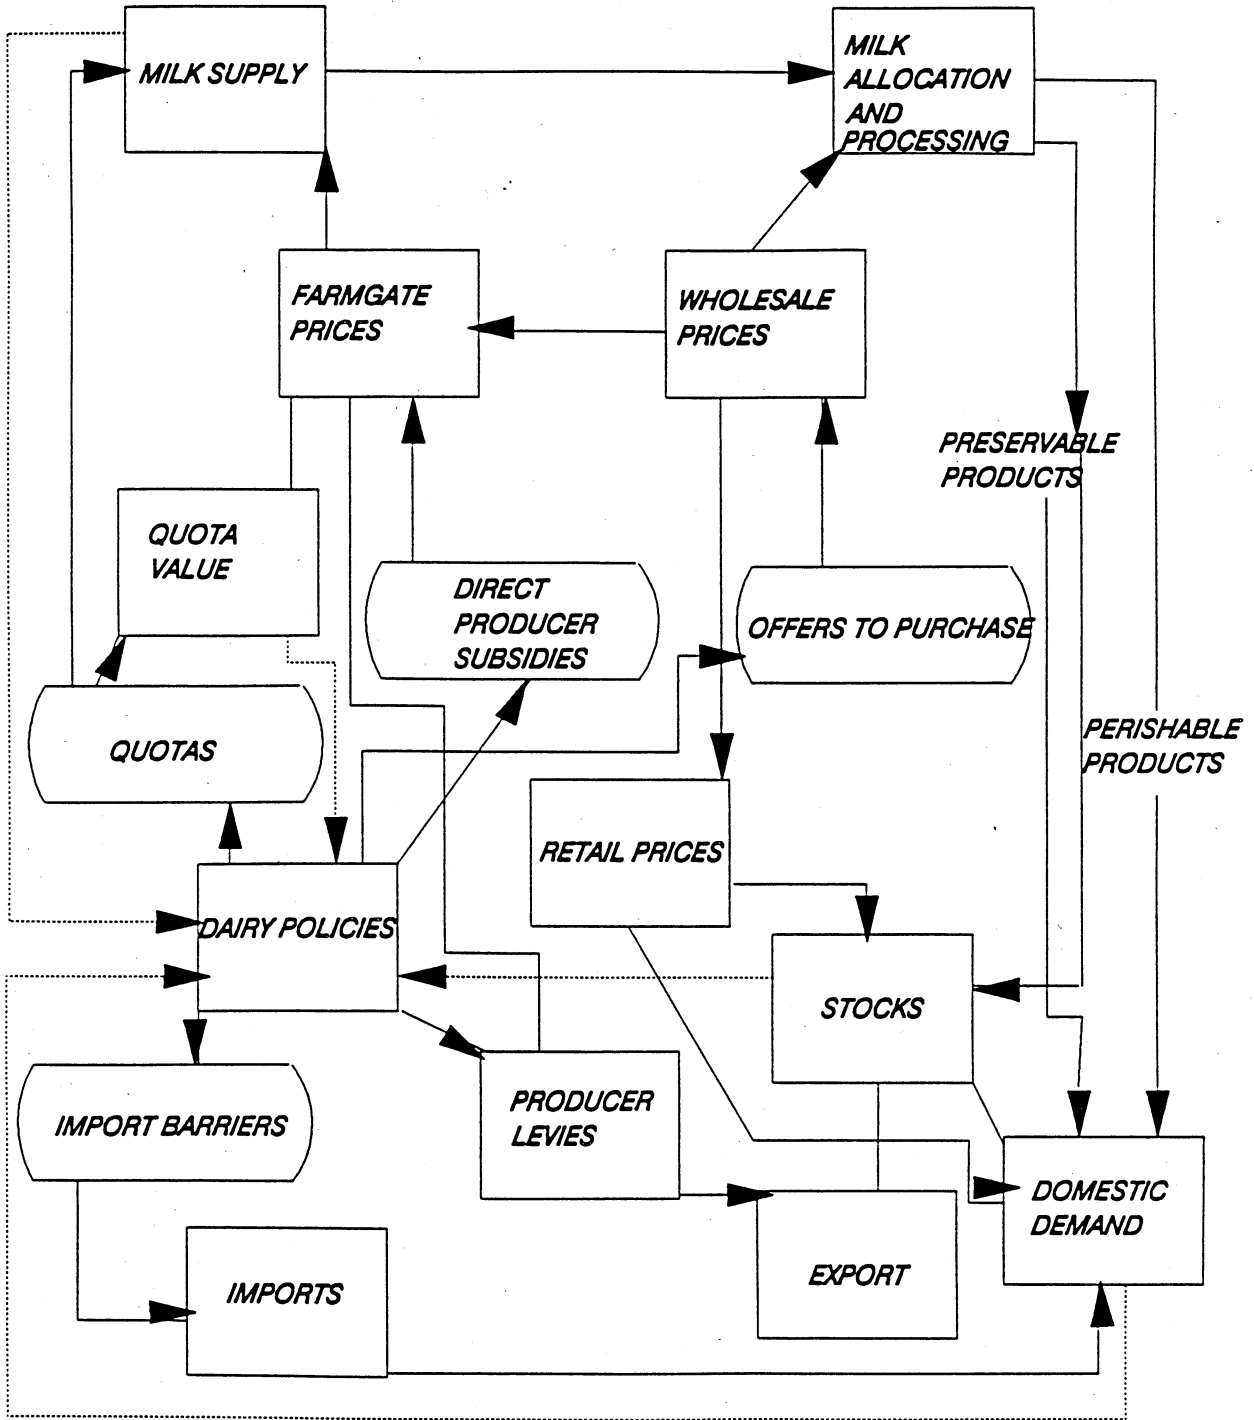 MILK SUPPLY
MILK
ALLOCATION
AND
PROCESSING
FARMGATE
PRICES
WHOLESALE
PRICES
PRESERVABLE
PRODUCTS
QUOTA
VALUE
DIRECT
PRODUCER
SUBSIDIES
OFFERS TO PURCHASE
QUOTAS
PERISHABLE
PRODUCTS
RETAIL PRICES
DAIRY POLICIES
STOCKS
IMPORT BARRIERS
PRODUCER
LEVIES
DOMESTIC
DEMAND
EXPORT
IMPORTS